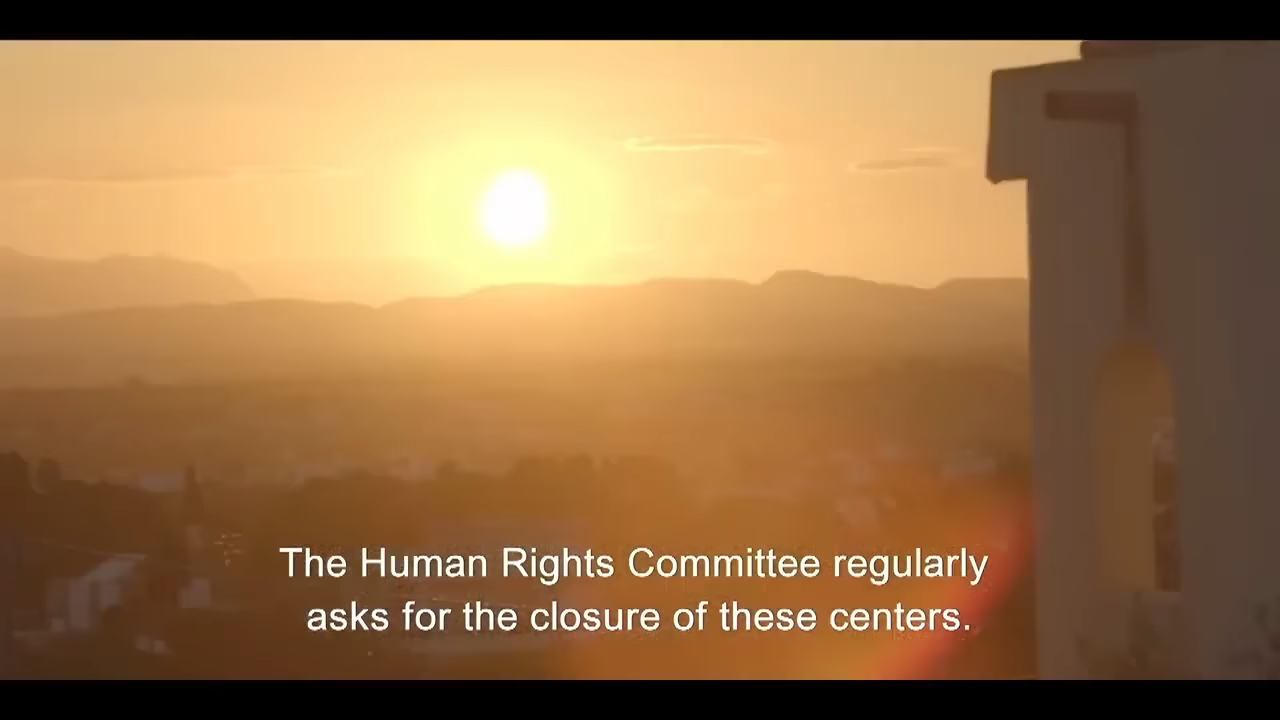 The Human Rights Committee regularly
asks for the closure of these centers.